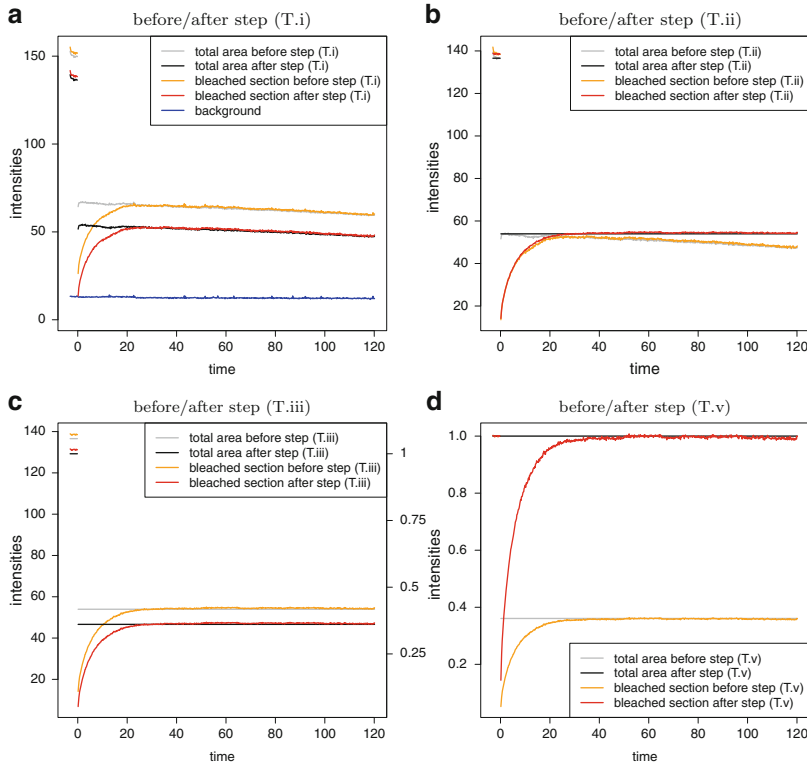 a
before/after step (T.i)
total area before step (T.i)
total area after step (T.i)
bleached section before step (T.i)
bleached section after step (T.i)
background
intensities
150
100
50
0
0 20 40 60 80 100 120
time
b
before/after step (T.ii)
total area before step (T.ii)
total area after step (T.ii)
bleached section before step (T.ii)
bleached section after step (T.ii)
intensities
140
120
100
80
60
40
20
0 20 40 60 80 100 120
time
c
before/after step (T.iii)
total area before step (T.iii)
total area after step (T.iii)
bleached section before step (T.iii)
bleached section after step (T.iii)
intensities
140
120
100
80
60
40
20
1
0.75
0.5
0.25
0 20 40 60 80 100 120
time
d
before/after step (T.v)
intensities
1.0
0.8
0.6
0.4
0.2
total area before step (T.v)
total area after step (T.v)
bleached section before step (T.v)
bleached section after step (T.v)
0 20 40 60 80 100 120
time